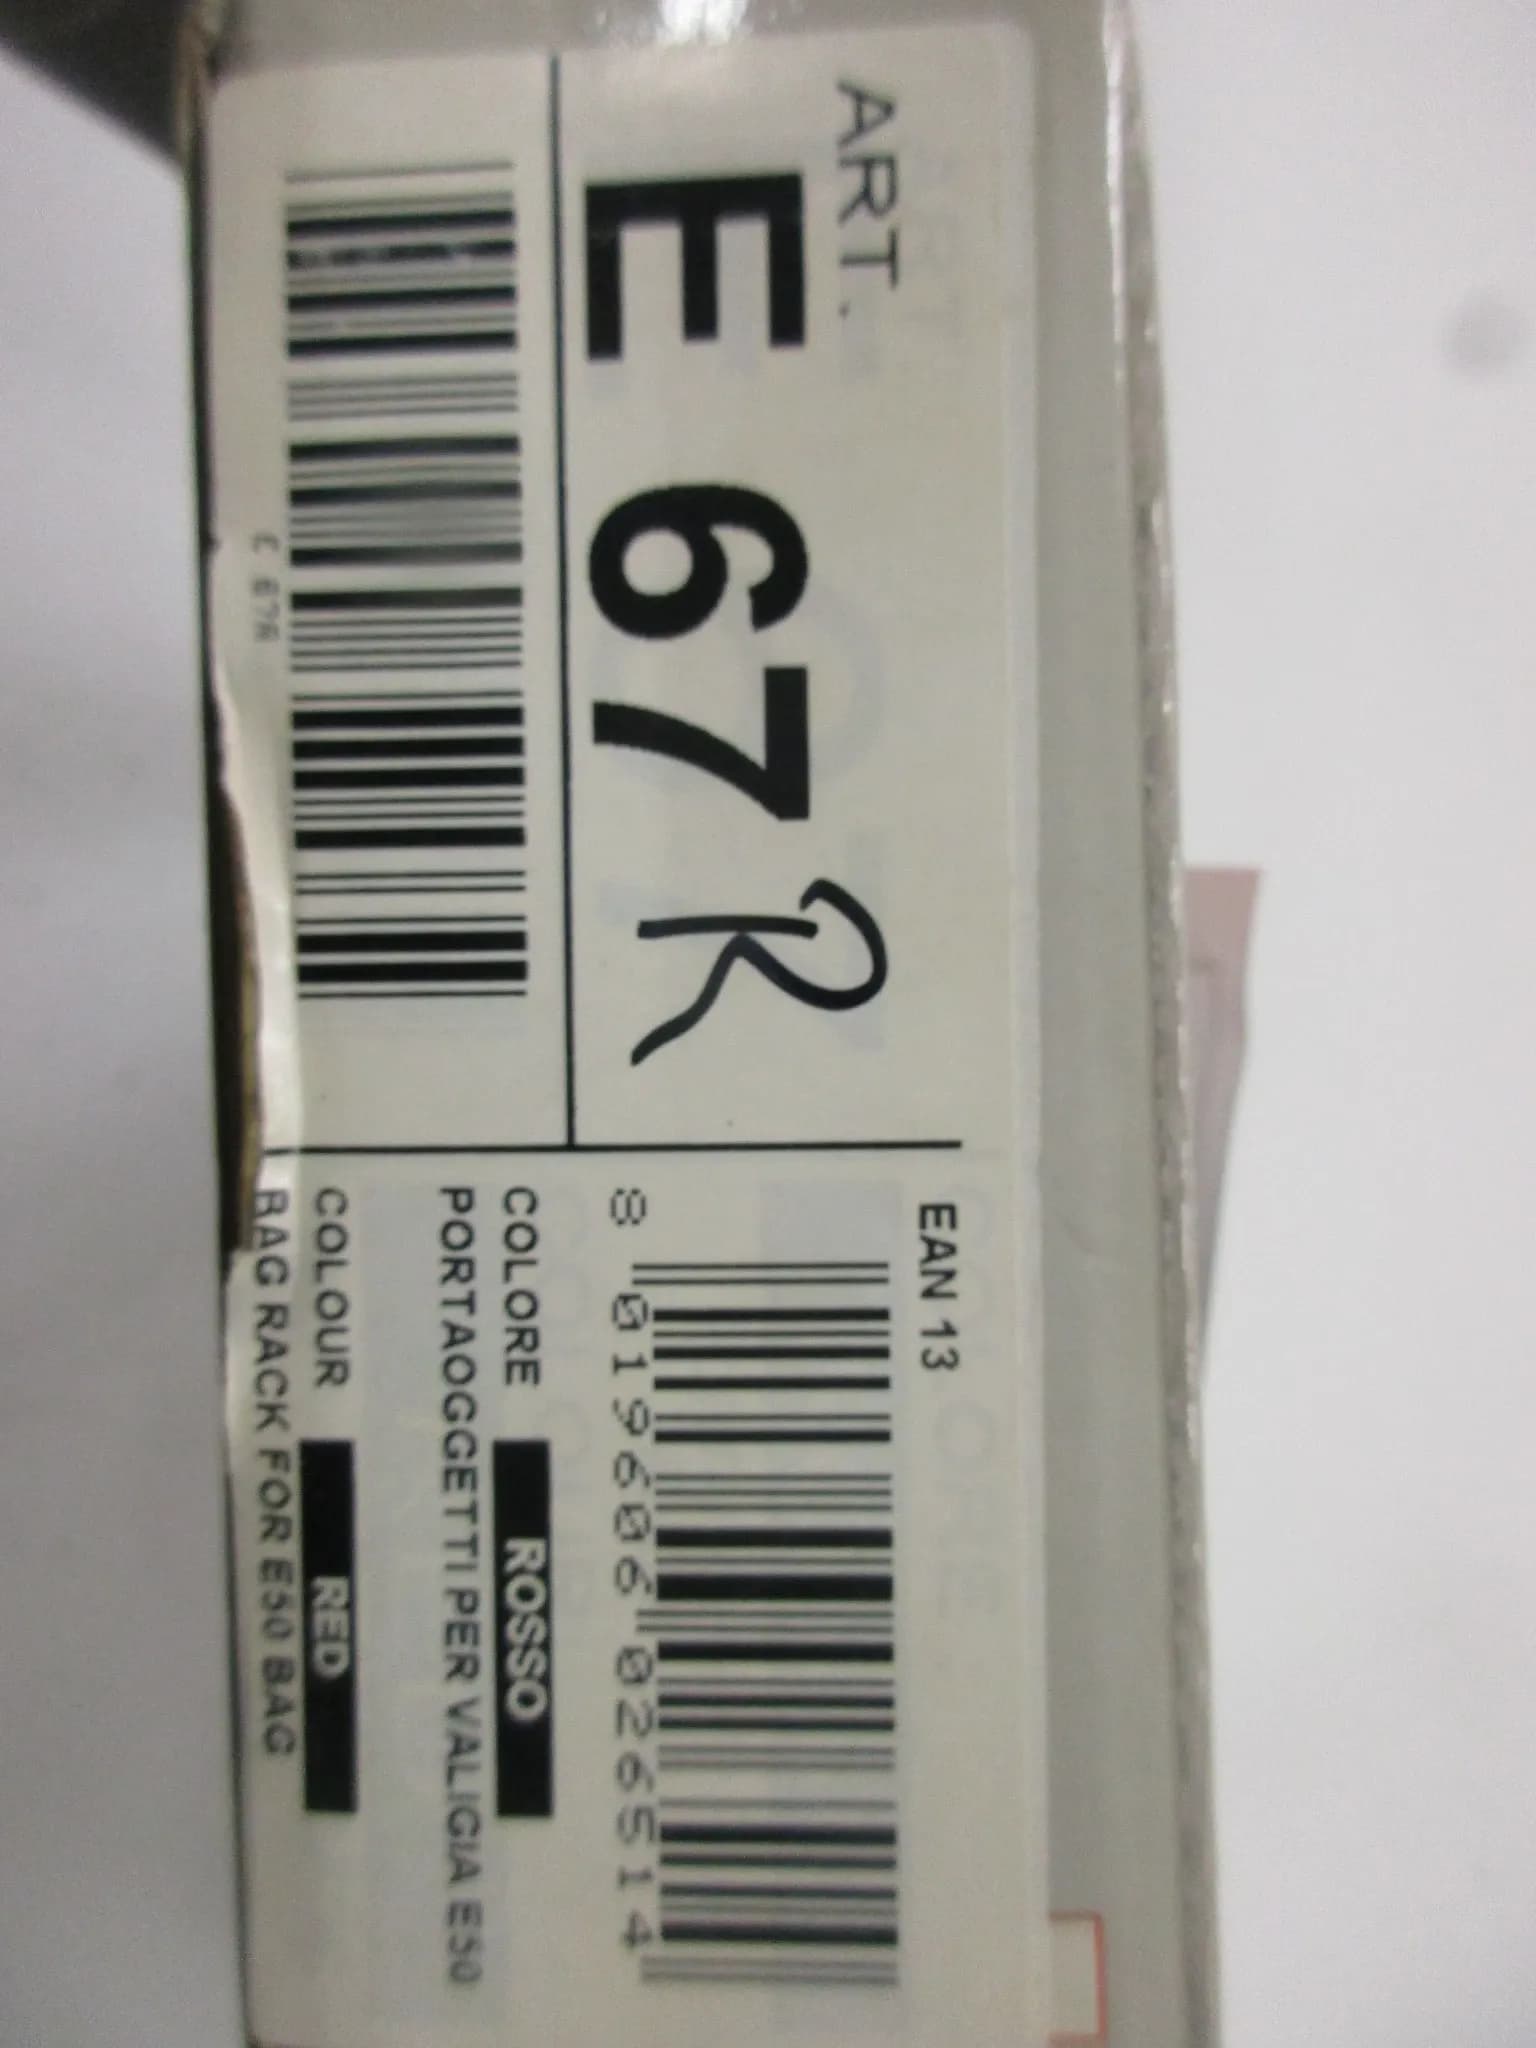 ART.
E 67R
E 67R
EAN 13
8 019606 026514
COLORE ROSSO
PORTAOGGETTI PER VALIGIA E50
COLOUR RED
BAG RACK FOR E50 BAG